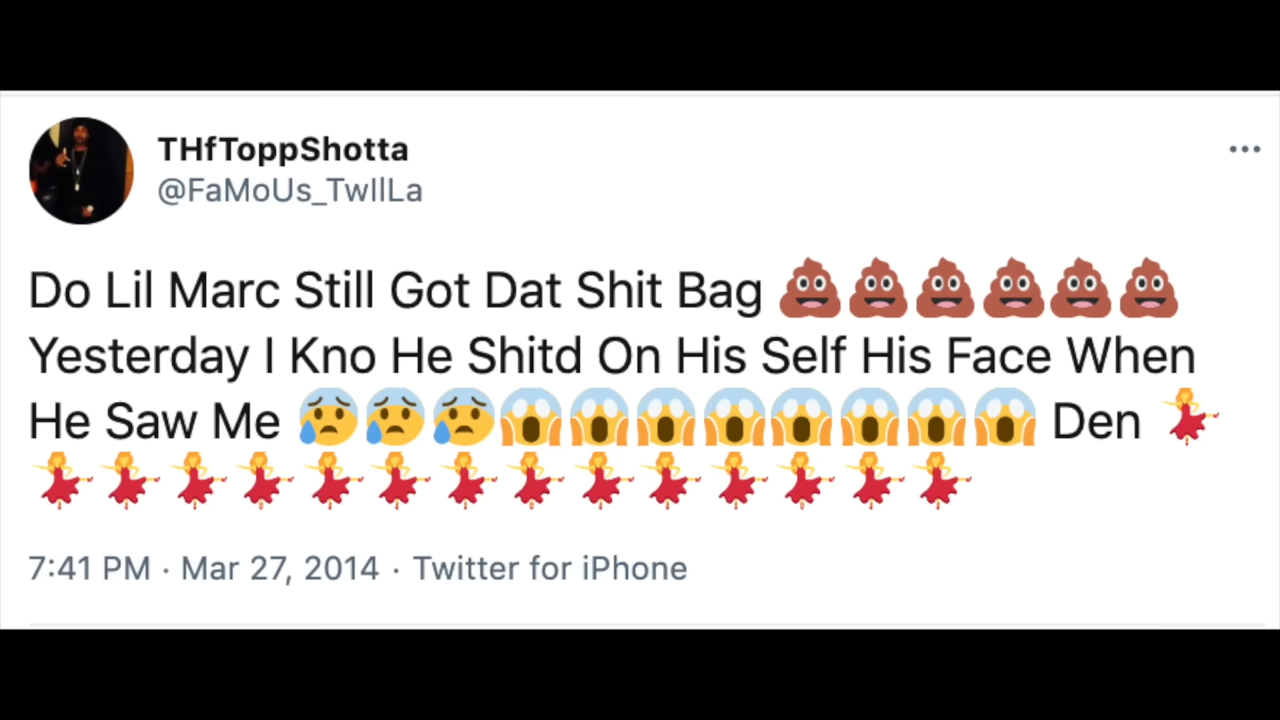 THfToppShotta
@FaMoUs_TwIlLa
Do Lil Marc Still Got Dat Shit Bag 💩💩💩💩💩💩
Yesterday I Kno He Shitd On His Self His Face When
He Saw Me 😰😰😰😱😱😱😱😱😱😱😱 Den 💃
💃💃💃💃💃💃💃💃💃💃💃💃💃💃
7:41 PM · Mar 27, 2014 · Twitter for iPhone